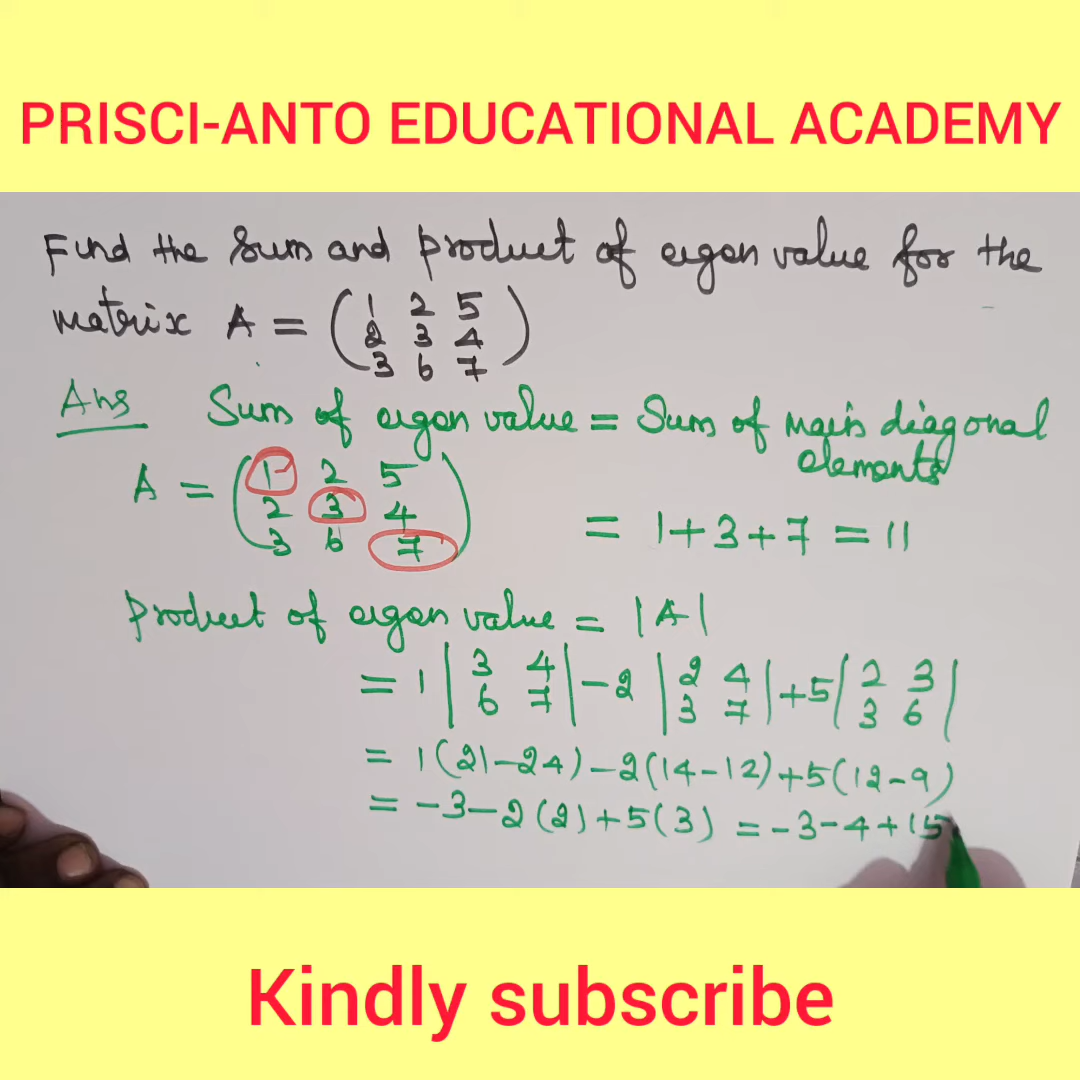 PRISCI-ANTO EDUCATIONAL ACADEMY
Find the Sum and product of eigen value for the
matrix A = (1 2 5
2 3 4
3 6 7)
Ans Sum of eigen value = Sum of main diagonal
elements
A = (1 2 5
2 3 4
3 6 7)
= 1+3+7 = 11
Product of eigen value = |A|
= 1 |3 4
6 7| -2 |2 4
3 7| +5 |2 3
3 6|
= 1(21-24)-2(14-12)+5(12-9)
= -3-2(2)+5(3) = -3-4+15
Kindly subscribe